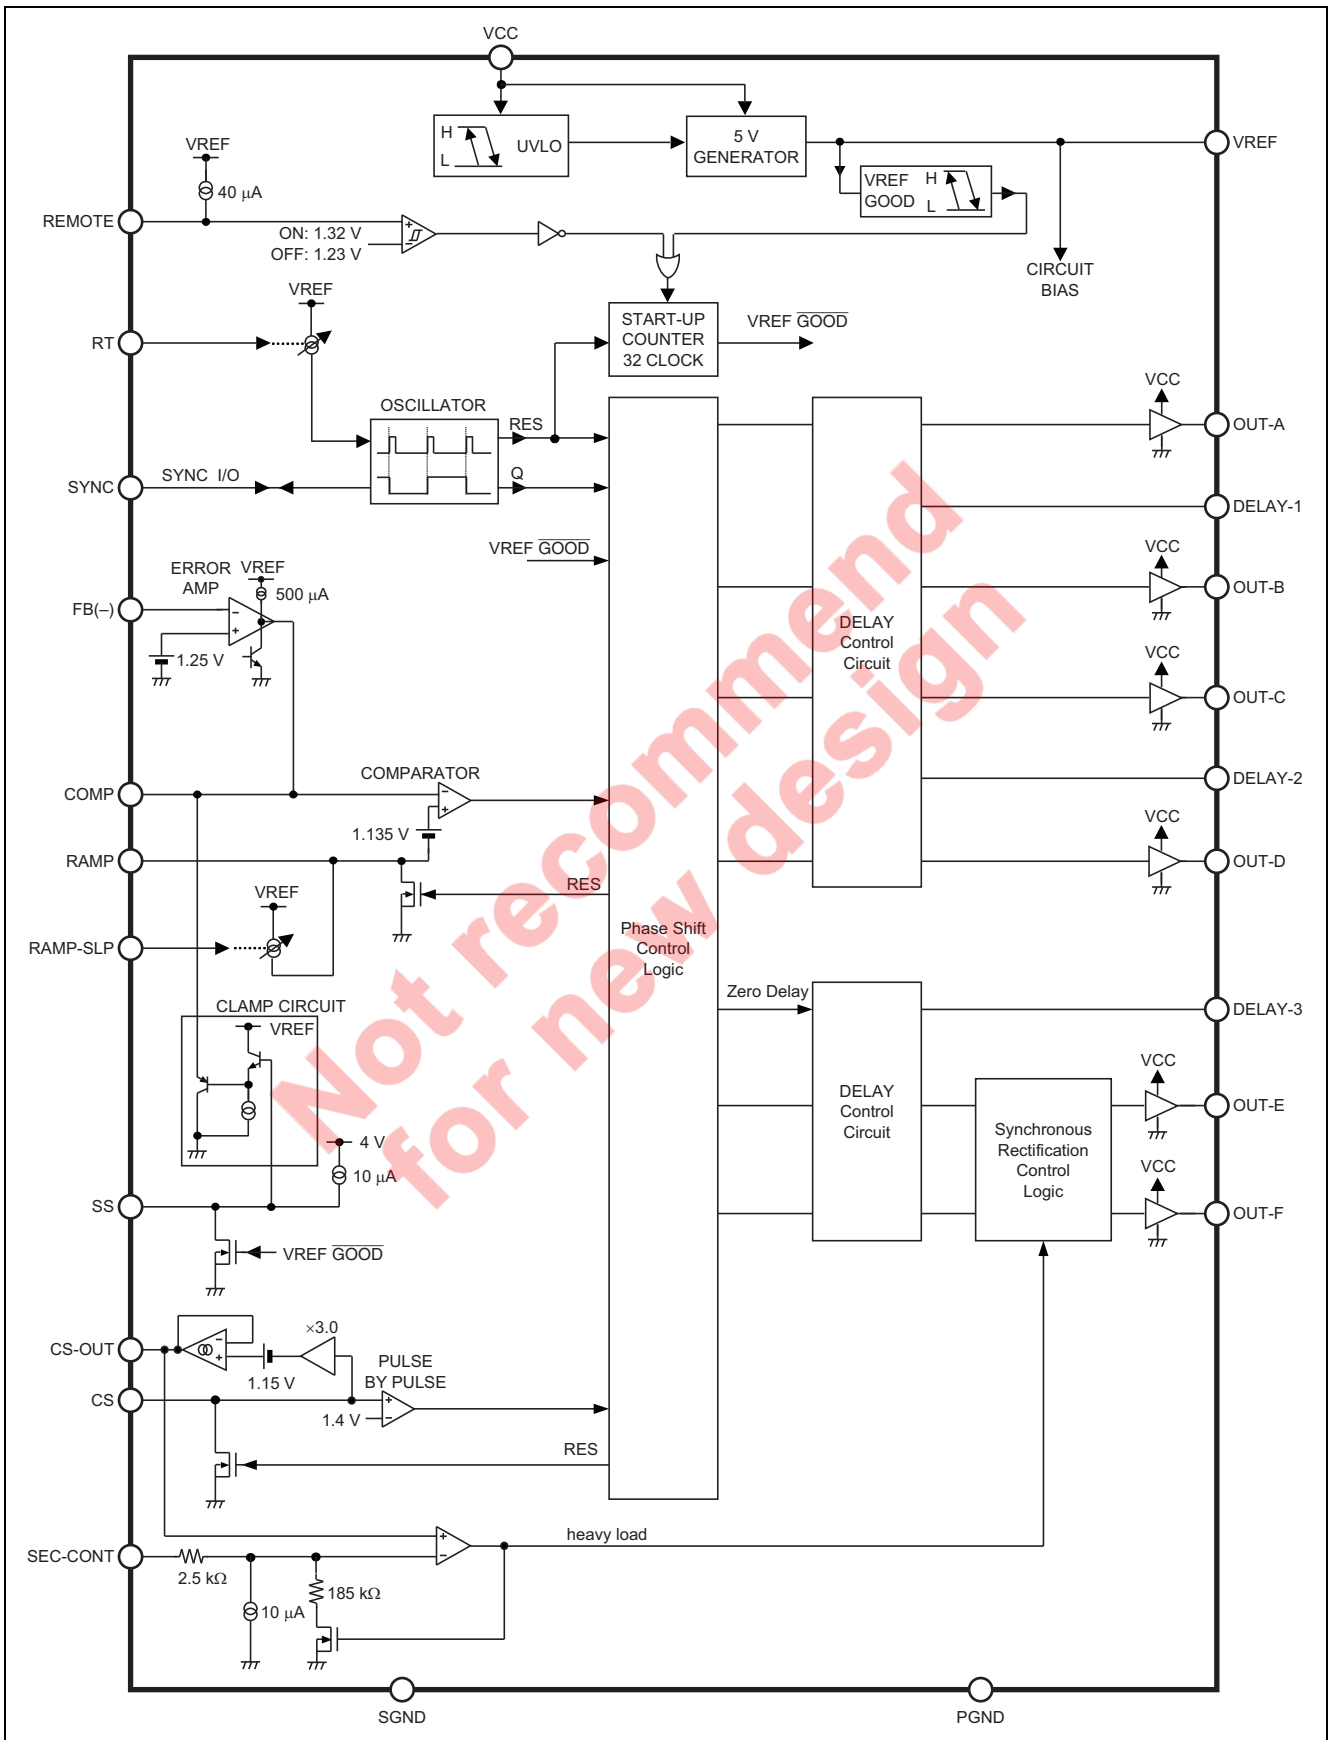 VCC
H
L
UVLO
5 V
GENERATOR
VREF
VREF
GOOD
H
L
CIRCUIT
BIAS
VREF
40 μA
REMOTE
ON: 1.32 V
OFF: 1.23 V
VREF
RT
START-UP
COUNTER
32 CLOCK
VREF G̅O̅O̅D̅
OSCILLATOR
RES
Q
SYNC
SYNC I/O
VREF G̅O̅O̅D̅
ERROR
AMP
VREF
500 μA
FB(–)
1.25 V
COMP
COMPARATOR
1.135 V
RAMP
RES
VREF
RAMP-SLP
CLAMP CIRCUIT
VREF
4 V
10 μA
SS
VREF G̅O̅O̅D̅
CS-OUT
×3.0
1.15 V
PULSE
BY PULSE
CS
1.4 V
RES
SEC-CONT
2.5 kΩ
10 μA
185 kΩ
heavy load
Phase Shift
Control
Logic
DELAY
Control
Circuit
Zero Delay
DELAY
Control
Circuit
Synchronous
Rectification
Control
Logic
VCC
OUT-A
DELAY-1
VCC
OUT-B
VCC
OUT-C
DELAY-2
VCC
OUT-D
DELAY-3
VCC
OUT-E
VCC
OUT-F
SGND
PGND
Not recommend
for new design